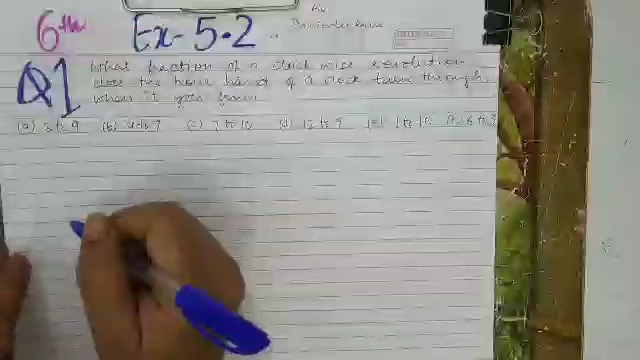 6th Ex-5.2
Q1 What fraction of a clock wise revolution
does the hour hand of a clock turn through,
when it goes from
(a) 3 to 9 (b) 4 to 7 (c) 7 to 10 (d) 12 to 9 (e) 1 to 10 (f) 6 to 3